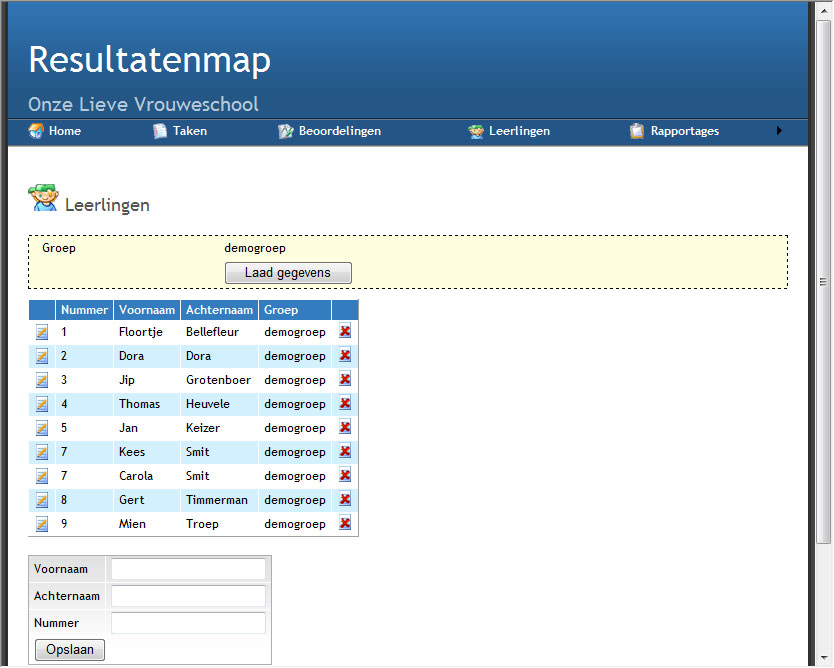 Resultatenmap
Onze Lieve Vrouweschool
Home Taken Beoordelingen Leerlingen Rapportages
Leerlingen
Groep demogroep
Laad gegevens
Nummer Voornaam Achternaam Groep
1 Floortje Bellefleur demogroep
2 Dora Dora demogroep
3 Jip Grotenboer demogroep
4 Thomas Heuvele demogroep
5 Jan Keizer demogroep
7 Kees Smit demogroep
7 Carola Smit demogroep
8 Gert Timmerman demogroep
9 Mien Troep demogroep
Voornaam
Achternaam
Nummer
Opslaan